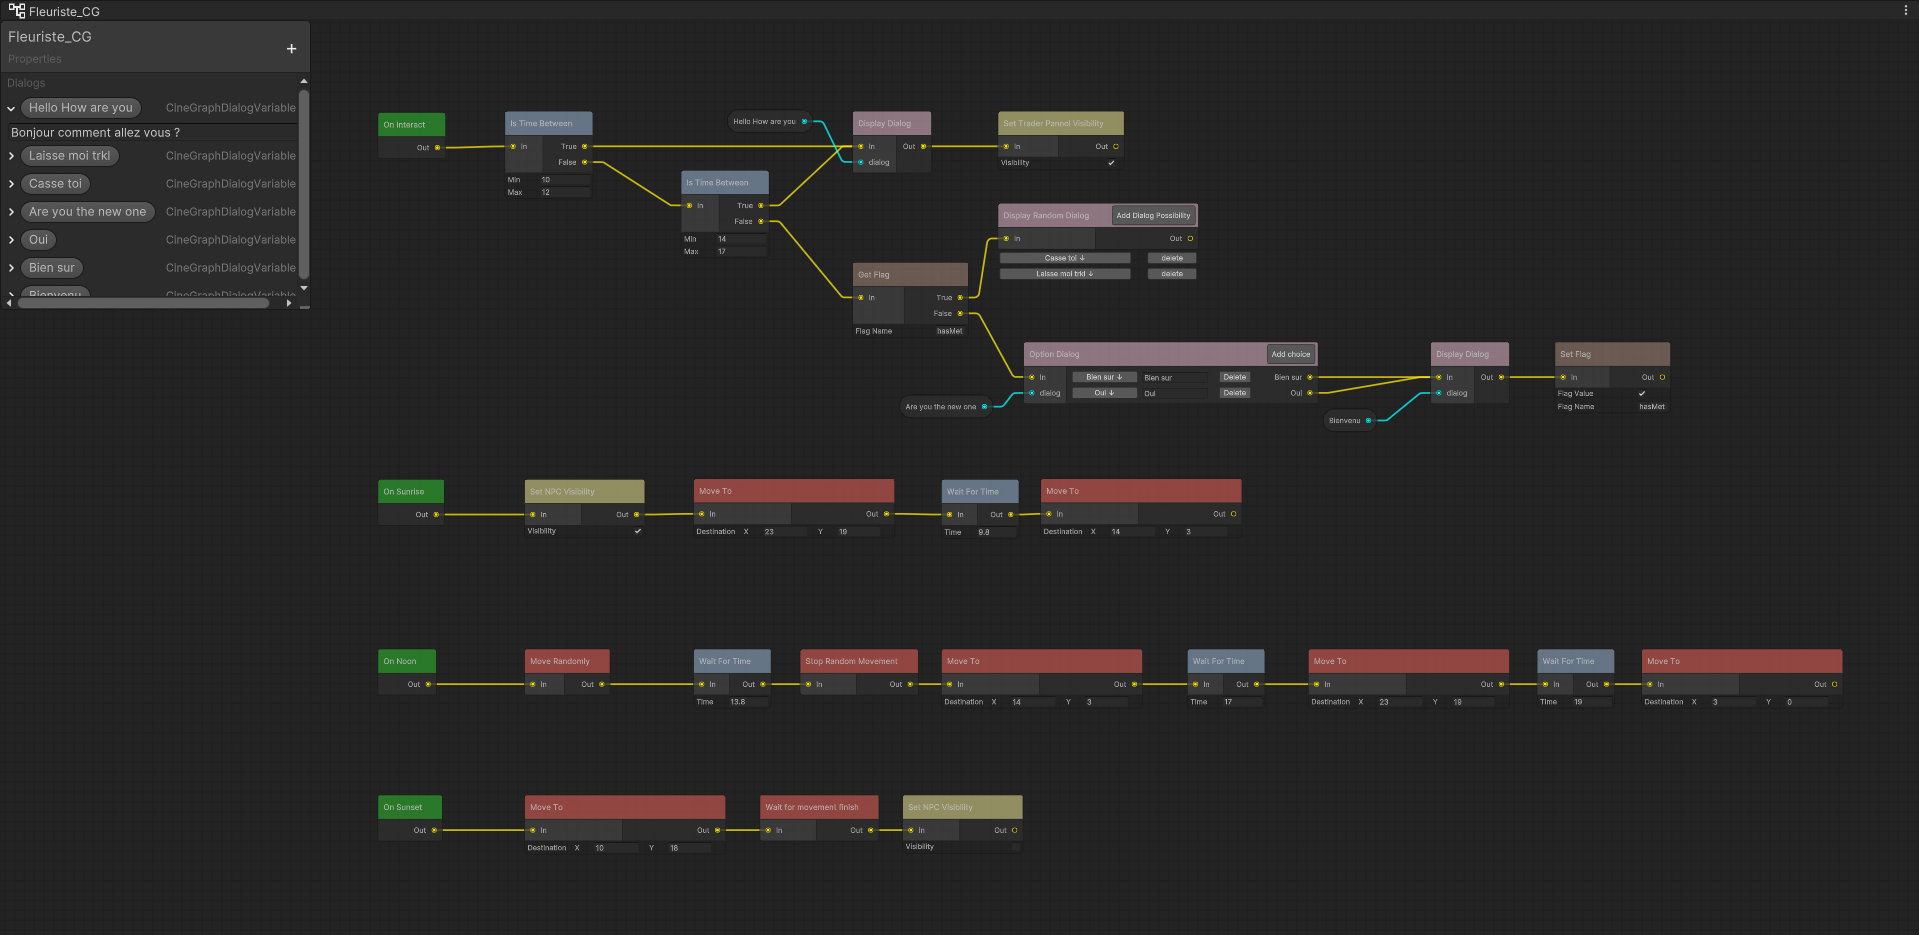 Fleuriste_CG
Fleuriste_CG
+
Properties
Dialogs
Hello How are you CineGraphDialogVariable
Bonjour comment allez vous ?
Laisse moi trkl CineGraphDialogVariable
Casse toi CineGraphDialogVariable
Are you the new one CineGraphDialogVariable
Oui CineGraphDialogVariable
Bien sur CineGraphDialogVariable
Bienvenu CineGraphDialogVariable
On Interact
Out
Is Time Between
In True
False
Min 10
Max 12
Is Time Between
In True
False
Min 14
Max 17
Hello How are you
Display Dialog
In Out
dialog
Set Trader Pannel Visibility
In Out
Visibility
Display Random Dialog Add Dialog Possibility
In Out
Casse toi ↓ delete
Laisse moi trkl ↓ delete
Get Flag
In True
False
Flag Name hasMet
Option Dialog Add choice
In Bien sur ↓ Bien sur Delete Bien sur
dialog Oui ↓ Oui Delete Oui
Are you the new one
Bienvenu
Display Dialog
In Out
dialog
Set Flag
In Out
Flag Value
Flag Name hasMet
On Sunrise
Out
Set NPC Visibility
In Out
Visibility
Move To
In Out
Destination X 23 Y 19
Wait For Time
In Out
Time 9.8
Move To
In Out
Destination X 14 Y 3
On Noon
Out
Move Randomly
In Out
Wait For Time
In Out
Time 13.8
Stop Random Movement
In Out
Move To
In Out
Destination X 14 Y 3
Wait For Time
In Out
Time 17
Move To
In Out
Destination X 23 Y 19
Wait For Time
In Out
Time 19
Move To
In Out
Destination X 3 Y 0
On Sunset
Out
Move To
In Out
Destination X 10 Y 18
Wait for movement finish
In Out
Set NPC Visibility
In Out
Visibility